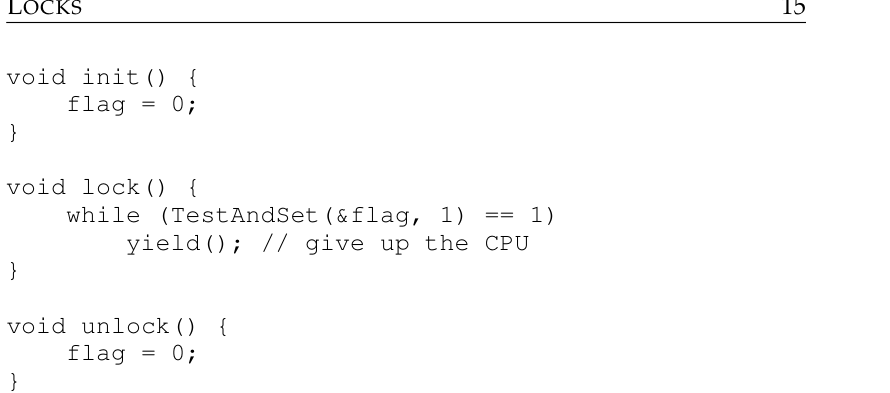 LOCKS 15
void init() {
    flag = 0;
}
void lock() {
    while (TestAndSet(&flag, 1) == 1)
        yield(); // give up the CPU
}
void unlock() {
    flag = 0;
}